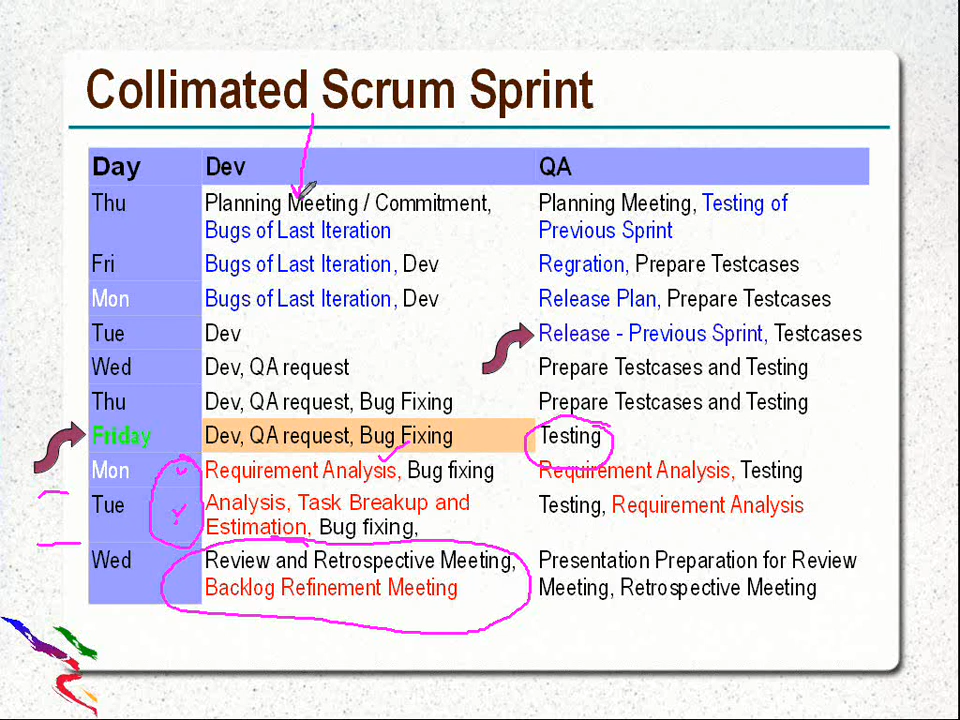 Collimated Scrum Sprint
Day Dev QA
Thu Planning Meeting / Commitment, Planning Meeting, Testing of
Bugs of Last Iteration Previous Sprint
Fri Bugs of Last Iteration, Dev Regration, Prepare Testcases
Mon Bugs of Last Iteration, Dev Release Plan, Prepare Testcases
Tue Dev Release - Previous Sprint, Testcases
Wed Dev, QA request Prepare Testcases and Testing
Thu Dev, QA request, Bug Fixing Prepare Testcases and Testing
Friday Dev, QA request, Bug Fixing Testing
Mon Requirement Analysis, Bug fixing Requirement Analysis, Testing
Tue Analysis, Task Breakup and Testing, Requirement Analysis
Estimation, Bug fixing,
Wed Review and Retrospective Meeting, Presentation Preparation for Review
Backlog Refinement Meeting Meeting, Retrospective Meeting